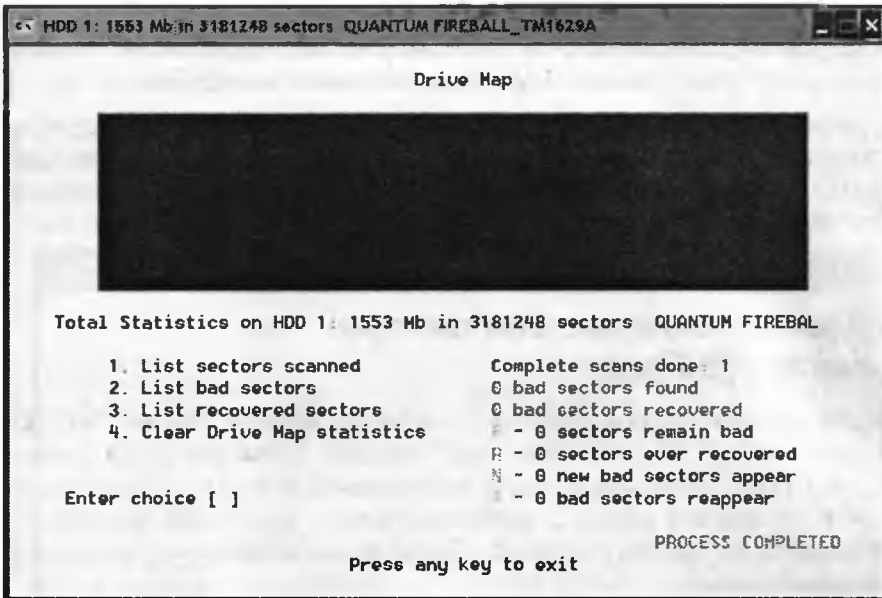 HDD 1: 1553 Mb in 3181248 sectors QUANTUM FIREBALL_TM1629A
Drive Map
Total Statistics on HDD 1: 1553 Mb in 3181248 sectors QUANTUM FIREBAL
1. List sectors scanned
2. List bad sectors
3. List recovered sectors
4. Clear Drive Map statistics
Enter choice [ ]
Complete scans done: 1
0 bad sectors found
0 bad sectors recovered
- 0 sectors remain bad
R - 0 sectors ever recovered
N - 0 new bad sectors appear
- 0 bad sectors reappear
PROCESS COMPLETED
Press any key to exit